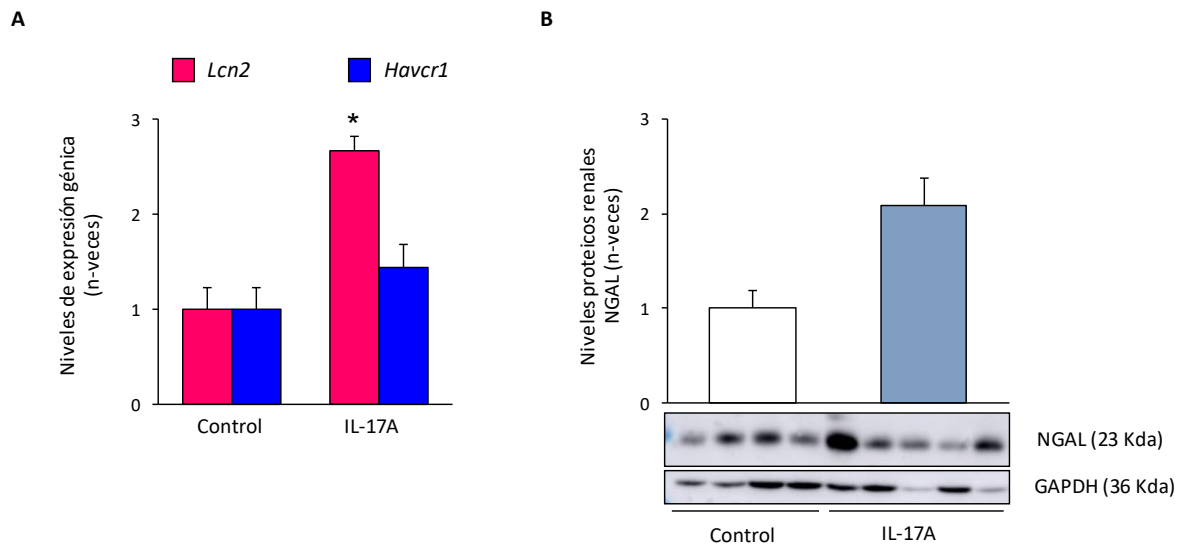 A
Lcn2
Havcr1
Niveles de expresión génica
(n-veces)
3
2
1
0
*
Control
IL-17A
B
Niveles proteicos renales
NGAL (n-veces)
3
2
1
0
NGAL (23 Kda)
GAPDH (36 Kda)
Control
IL-17A